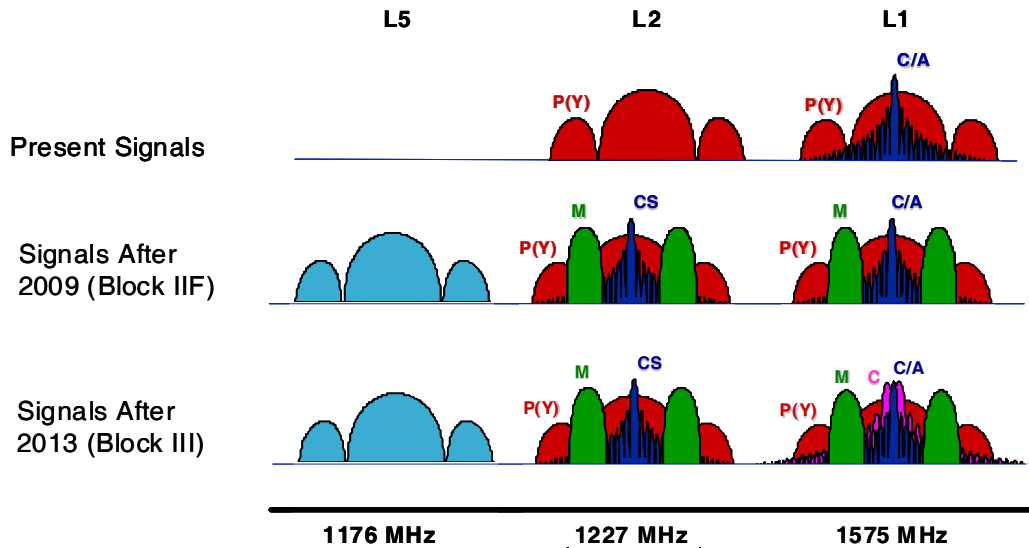 L5 L2 L1
C/A
P(Y) P(Y)
Present Signals
M CS M C/A
Signals After
P(Y) P(Y)
2009 (Block IIF)
M CS M C C/A
Signals After
P(Y) P(Y)
2013 (Block III)
1176 MHz 1227 MHz 1575 MHz